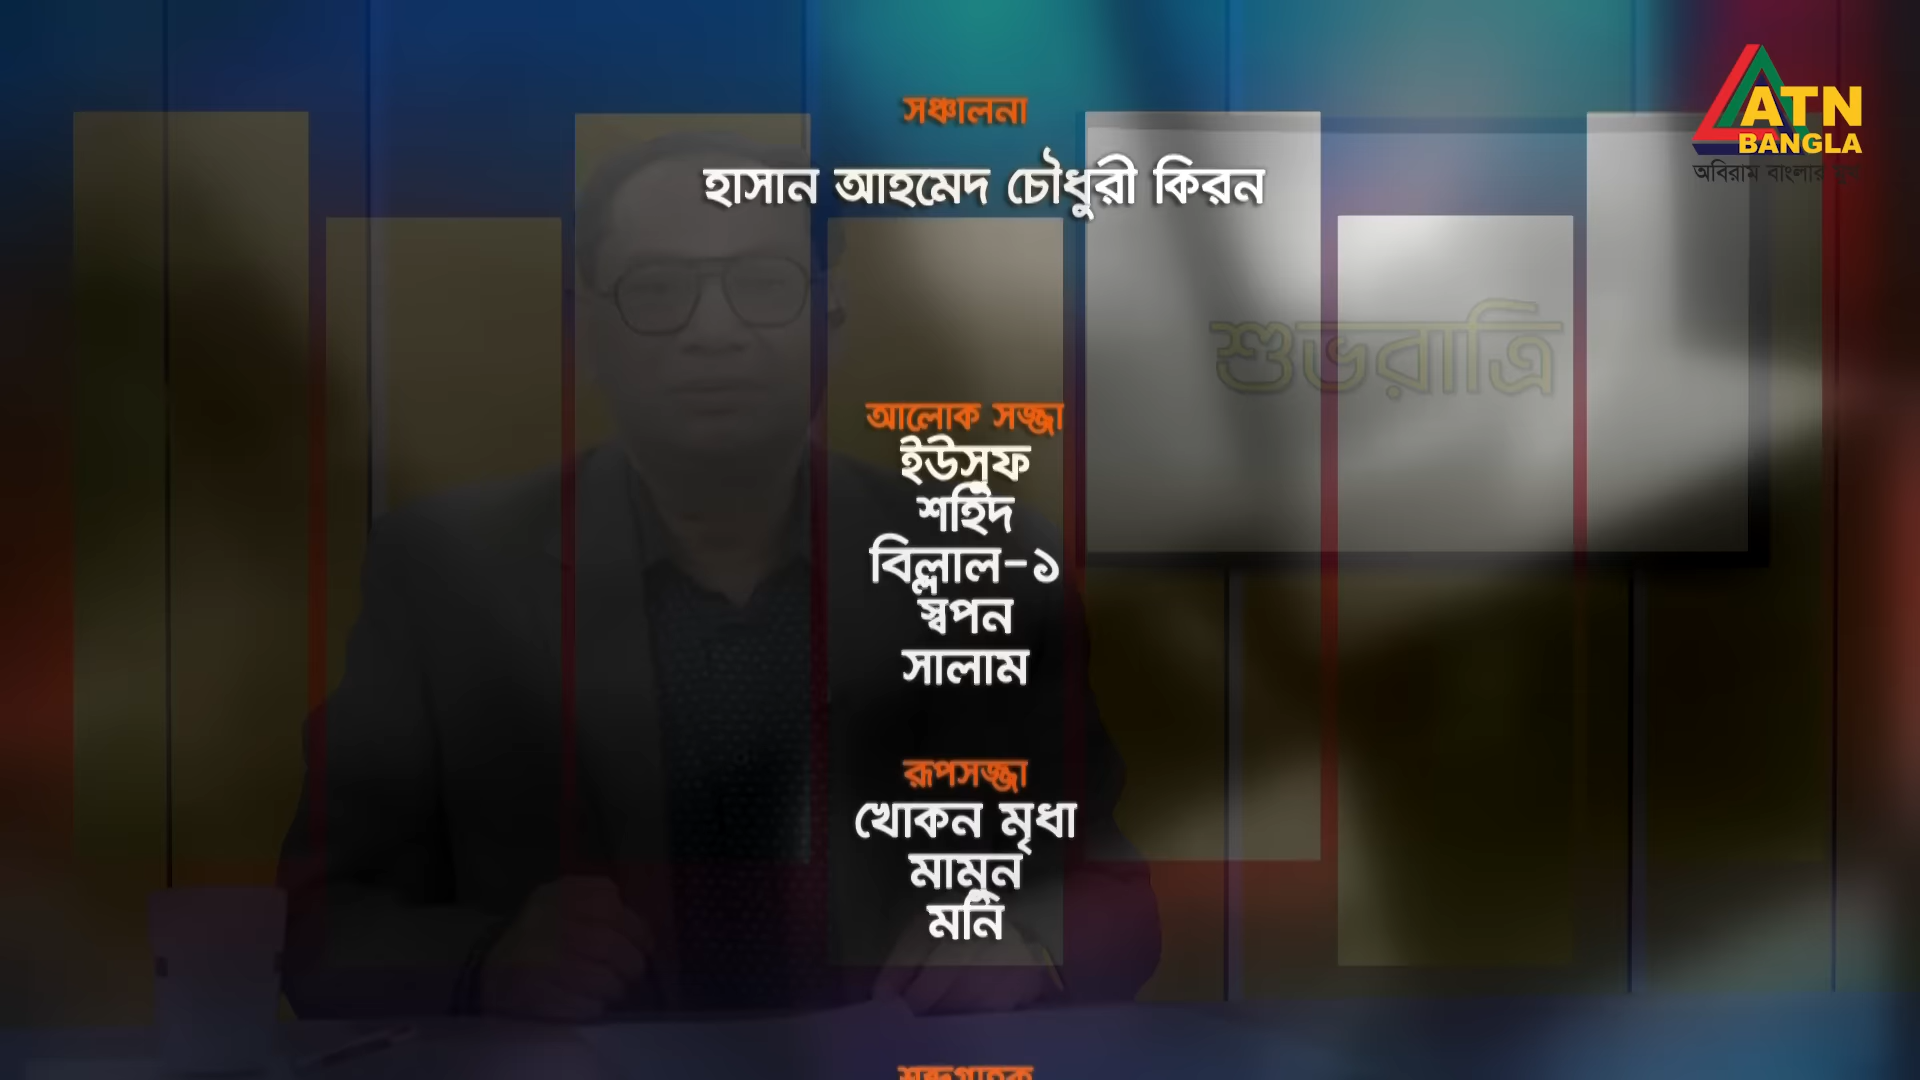 সঞ্চালনা
হাসান আহমেদ চৌধুরী কিরন
ATN
BANGLA
অবিরাম বাংলার মুখ
শুভরাত্রি
আলোক সজ্জা
ইউসুফ
শহিদ
বিল্লাল-১
স্বপন
সালাম
রূপসজ্জা
খোকন মৃধা
মামুন
মনি